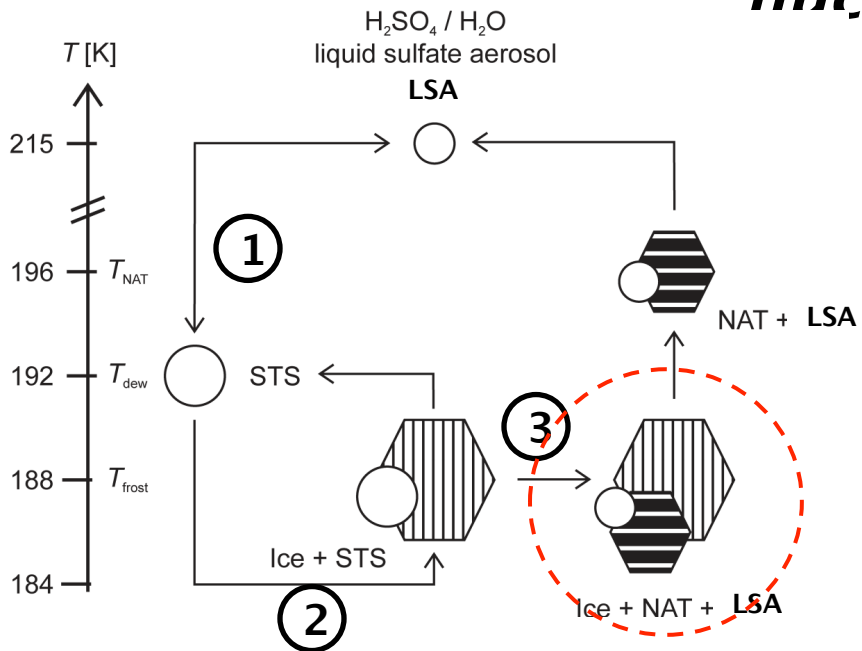 H₂SO₄ / H₂O
liquid sulfate aerosol
LSA
T [K]
215
1
196
T_NAT
NAT + LSA
192
T_dew
STS
3
188
T_frost
Ice + STS
184
2
Ice + NAT + LSA